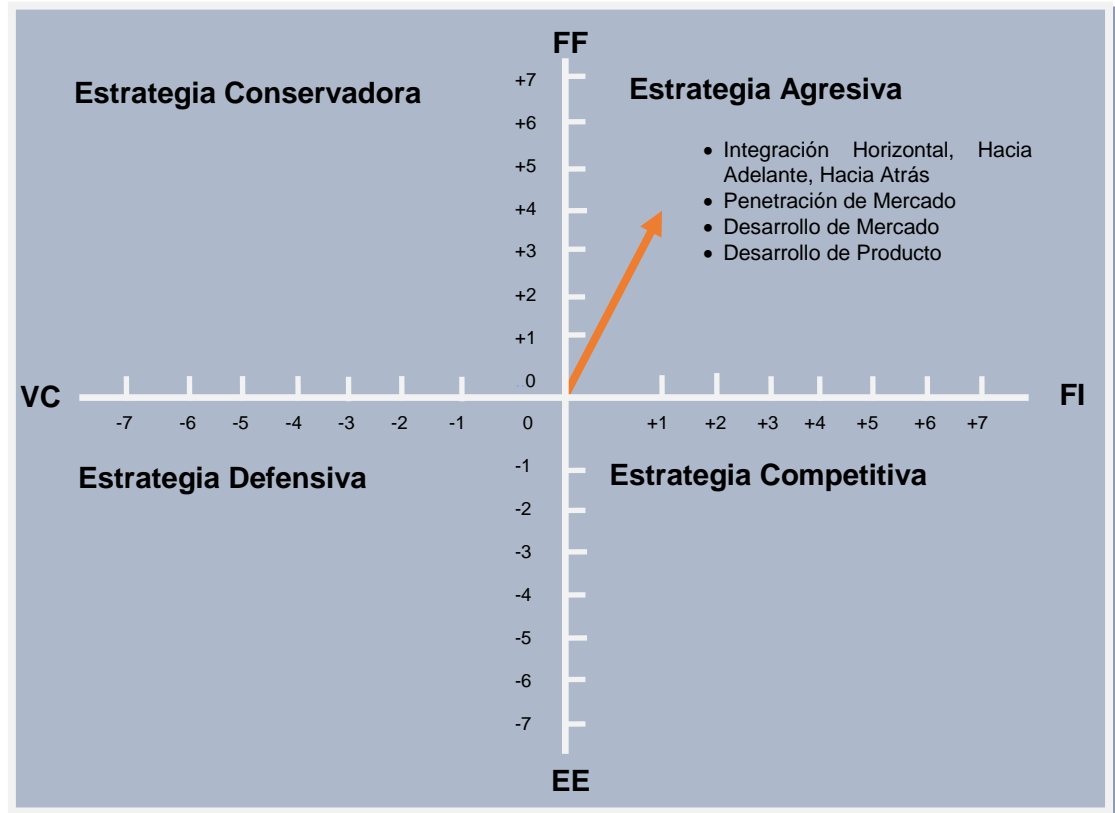 FF
Estrategia Conservadora
Estrategia Agresiva
• Integración Horizontal, Hacia
Adelante, Hacia Atrás
• Penetración de Mercado
• Desarrollo de Mercado
• Desarrollo de Producto
+7
+6
+5
+4
+3
+2
+1
0
VC
FI
-7 -6 -5 -4 -3 -2 -1 0 +1 +2 +3 +4 +5 +6 +7
Estrategia Defensiva
Estrategia Competitiva
-1
-2
-3
-4
-5
-6
-7
EE